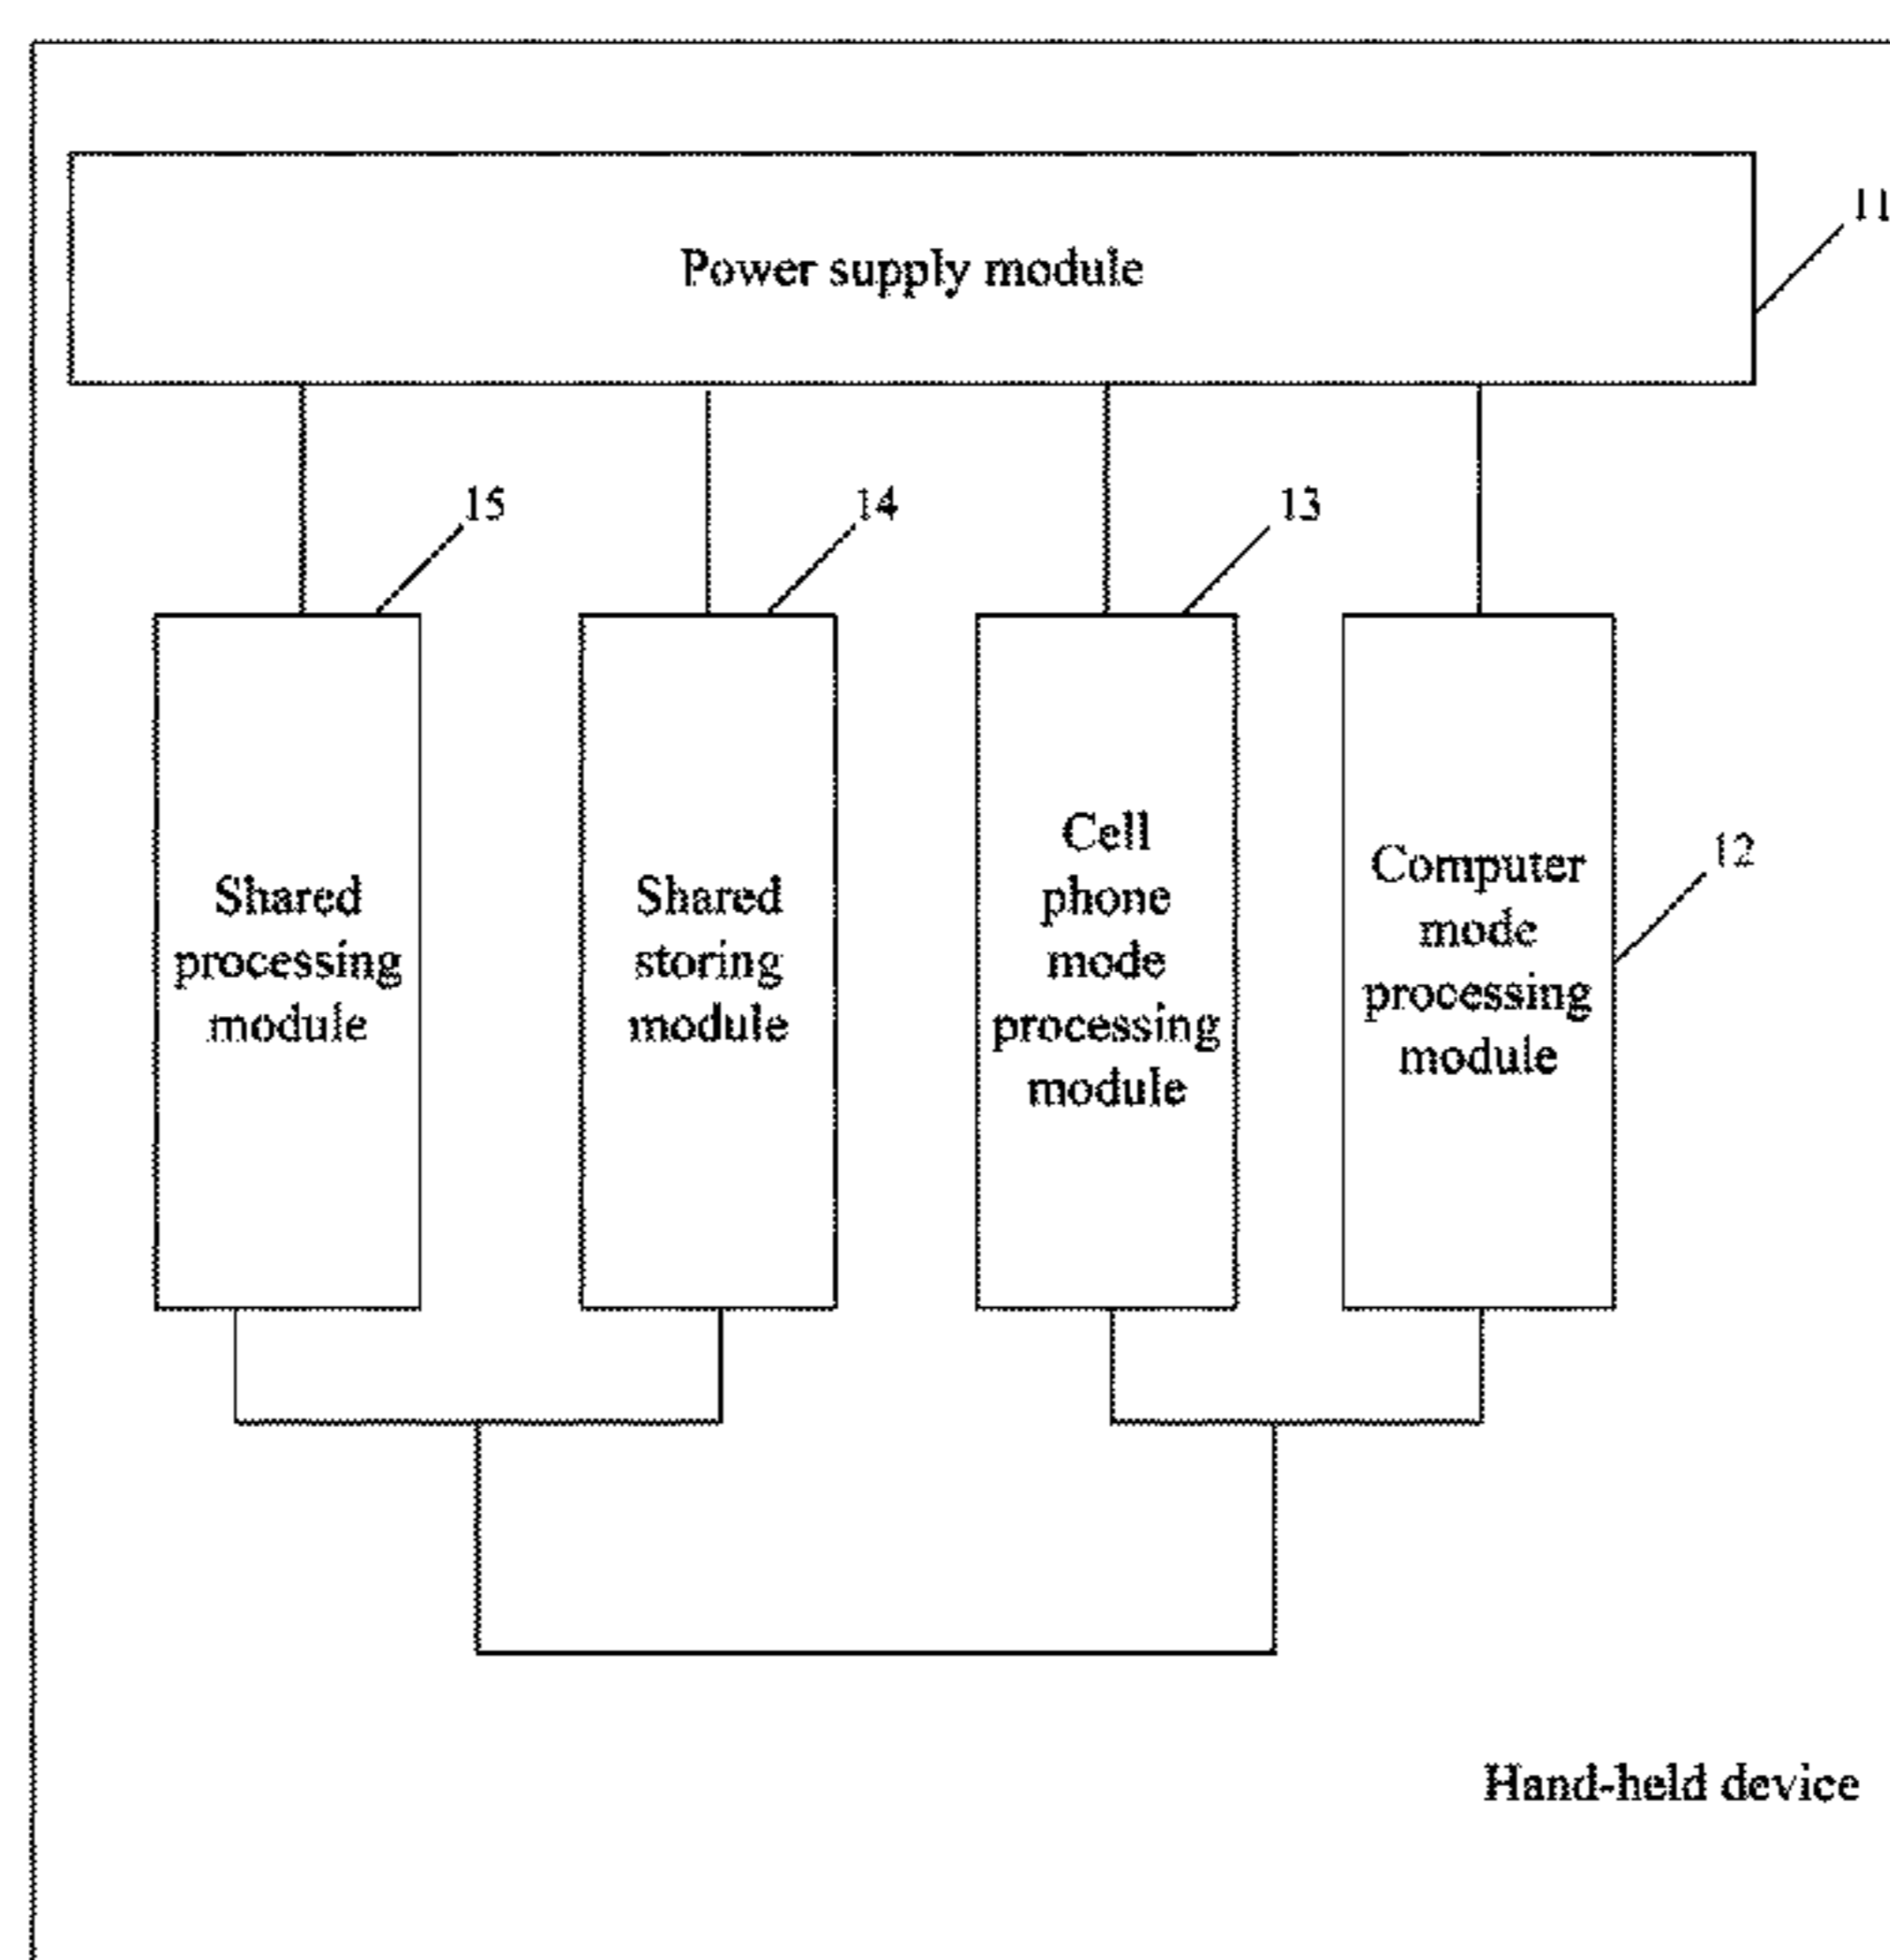 11
Power supply module
15
14
13
12
Shared
processing
module
Shared
storing
module
Cell
phone
mode
processing
module
Computer
mode
processing
module
Hand-held device